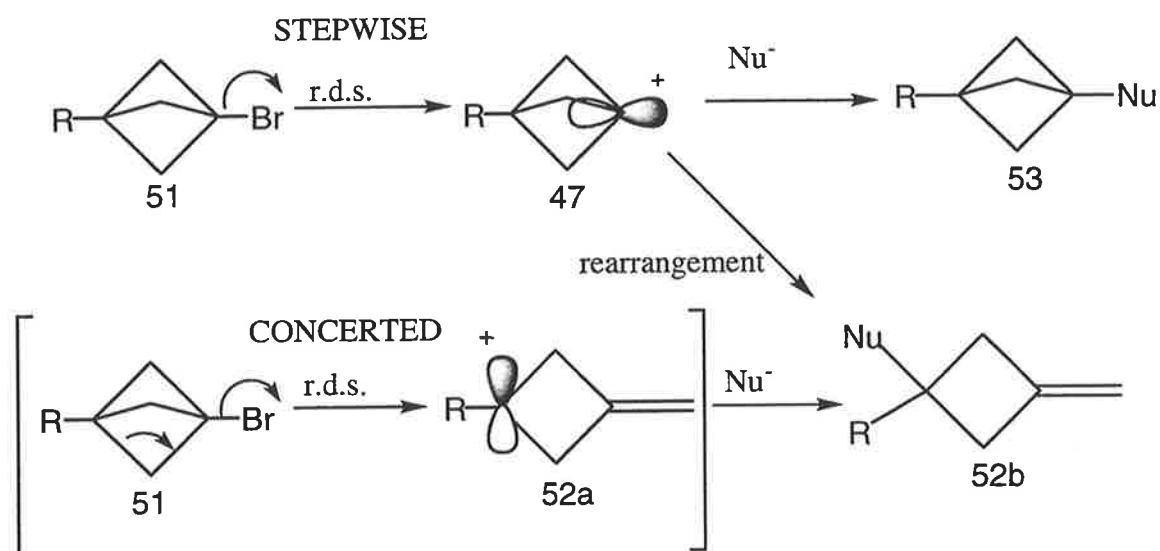 STEPWISE
R Br r.d.s. R + Nu⁻ R Nu
51 47 53
rearrangement
CONCERTED
R Br r.d.s. R + Nu⁻ Nu R
51 52a 52b